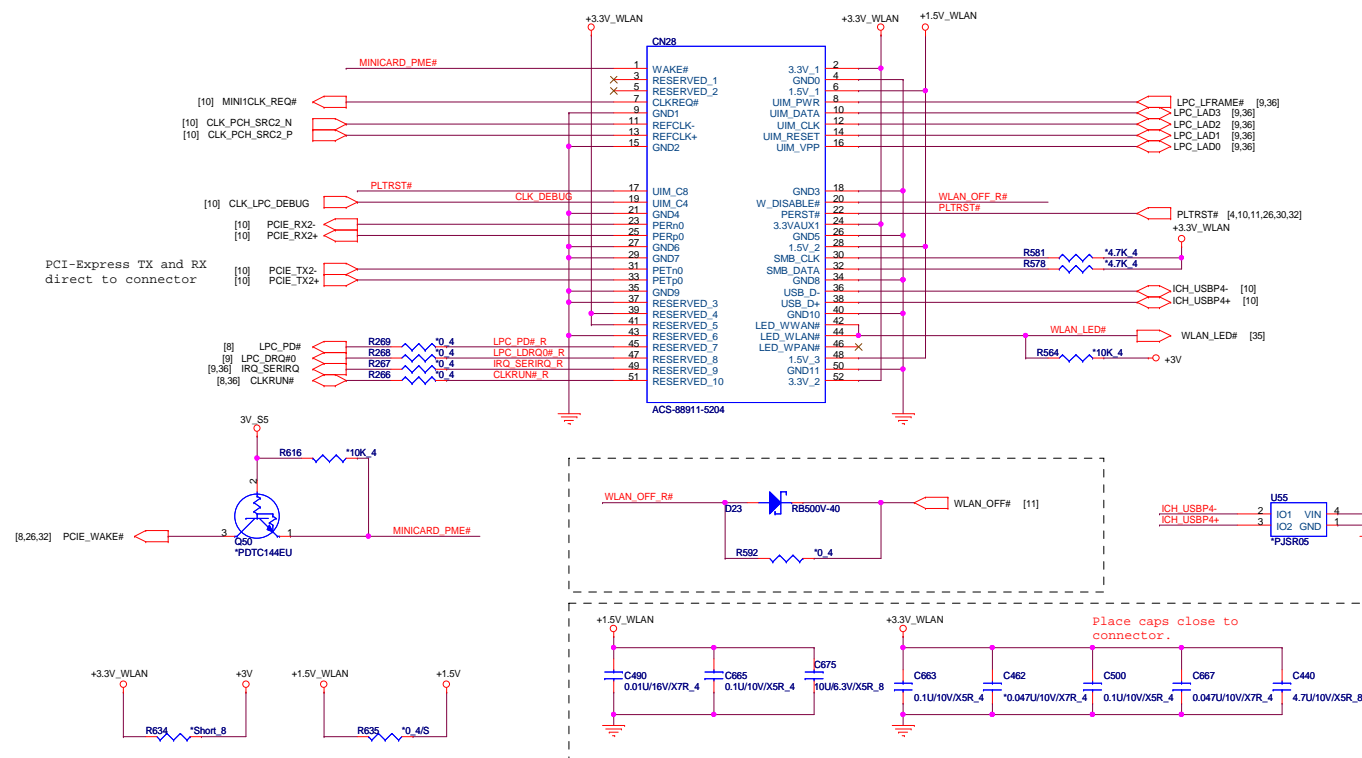 +3.3V_WLAN
+3.3V_WLAN
+1.5V_WLAN
CN28
MINICARD_PME#
1 WAKE# 3.3V_1 2
3 RESERVED_1 GND0 4
5 RESERVED_2 1.5V_1 6
[10] MINI1CLK_REQ# 7 CLKREQ# UIM_PWR 8 LPC_LFRAME# [9,36]
9 GND1 UIM_DATA 10 LPC_LAD3 [9,36]
[10] CLK_PCH_SRC2_N 11 REFCLK- UIM_CLK 12 LPC_LAD2 [9,36]
[10] CLK_PCH_SRC2_P 13 REFCLK+ UIM_RESET 14 LPC_LAD1 [9,36]
15 GND2 UIM_VPP 16 LPC_LAD0 [9,36]
PLTRST# 17 UIM_C8 GND3 18
[10] CLK_LPC_DEBUG CLK_DEBUG 19 UIM_C4 W_DISABLE# 20 WLAN_OFF_R#
21 GND4 PERST# 22 PLTRST# PLTRST# [4,10,11,26,30,32]
[10] PCIE_RX2- 23 PERn0 3.3VAUX1 24
[10] PCIE_RX2+ 25 PERp0 GND5 26
+3.3V_WLAN
27 GND6 1.5V_2 28
29 GND7 SMB_CLK 30 R581 *4.7K_4
[10] PCIE_TX2- 31 PETn0 SMB_DATA 32 R578 *4.7K_4
[10] PCIE_TX2+ 33 PETp0 GND8 34
PCI-Express TX and RX
direct to connector
35 GND9 USB_D- 36 ICH_USBP4- [10]
37 RESERVED_3 USB_D+ 38 ICH_USBP4+ [10]
39 RESERVED_4 GND10 40
41 RESERVED_5 LED_WWAN# 42
43 RESERVED_6 LED_WLAN# 44 WLAN_LED# WLAN_LED# [35]
[8] LPC_PD# R269 *0_4 LPC_PD#_R 45 RESERVED_7 LED_WPAN# 46
[9] LPC_DRQ#0 R268 *0_4 LPC_LDRQ0#_R 47 RESERVED_8 1.5V_3 48 R564 *10K_4 +3V
[9,36] IRQ_SERIRQ R267 *0_4 IRQ_SERIRQ_R 49 RESERVED_9 GND11 50
[8,36] CLKRUN# R266 *0_4 CLKRUN#_R 51 RESERVED_10 3.3V_2 52
ACS-88911-5204
3V_S5
R616 *10K_4
2
[8,26,32] PCIE_WAKE# 3 1 MINICARD_PME#
Q50
*PDTC144EU
WLAN_OFF_R# D23 RB500V-40 WLAN_OFF# [11]
R592 *0_4
U55
ICH_USBP4- 2 IO1 VIN 4
ICH_USBP4+ 3 IO2 GND 1
*PJSR05
+1.5V_WLAN
C490
0.01U/16V/X7R_4
C665
0.1U/10V/X5R_4
C675
10U/6.3V/X5R_8
+3.3V_WLAN
Place caps close to
connector.
C663
0.1U/10V/X5R_4
C462
*0.047U/10V/X7R_4
C500
0.1U/10V/X5R_4
C667
0.047U/10V/X7R_4
C440
4.7U/10V/X5R_8
+3.3V_WLAN +3V
R634 *Short_8
+1.5V_WLAN +1.5V
R635 *0_4/S